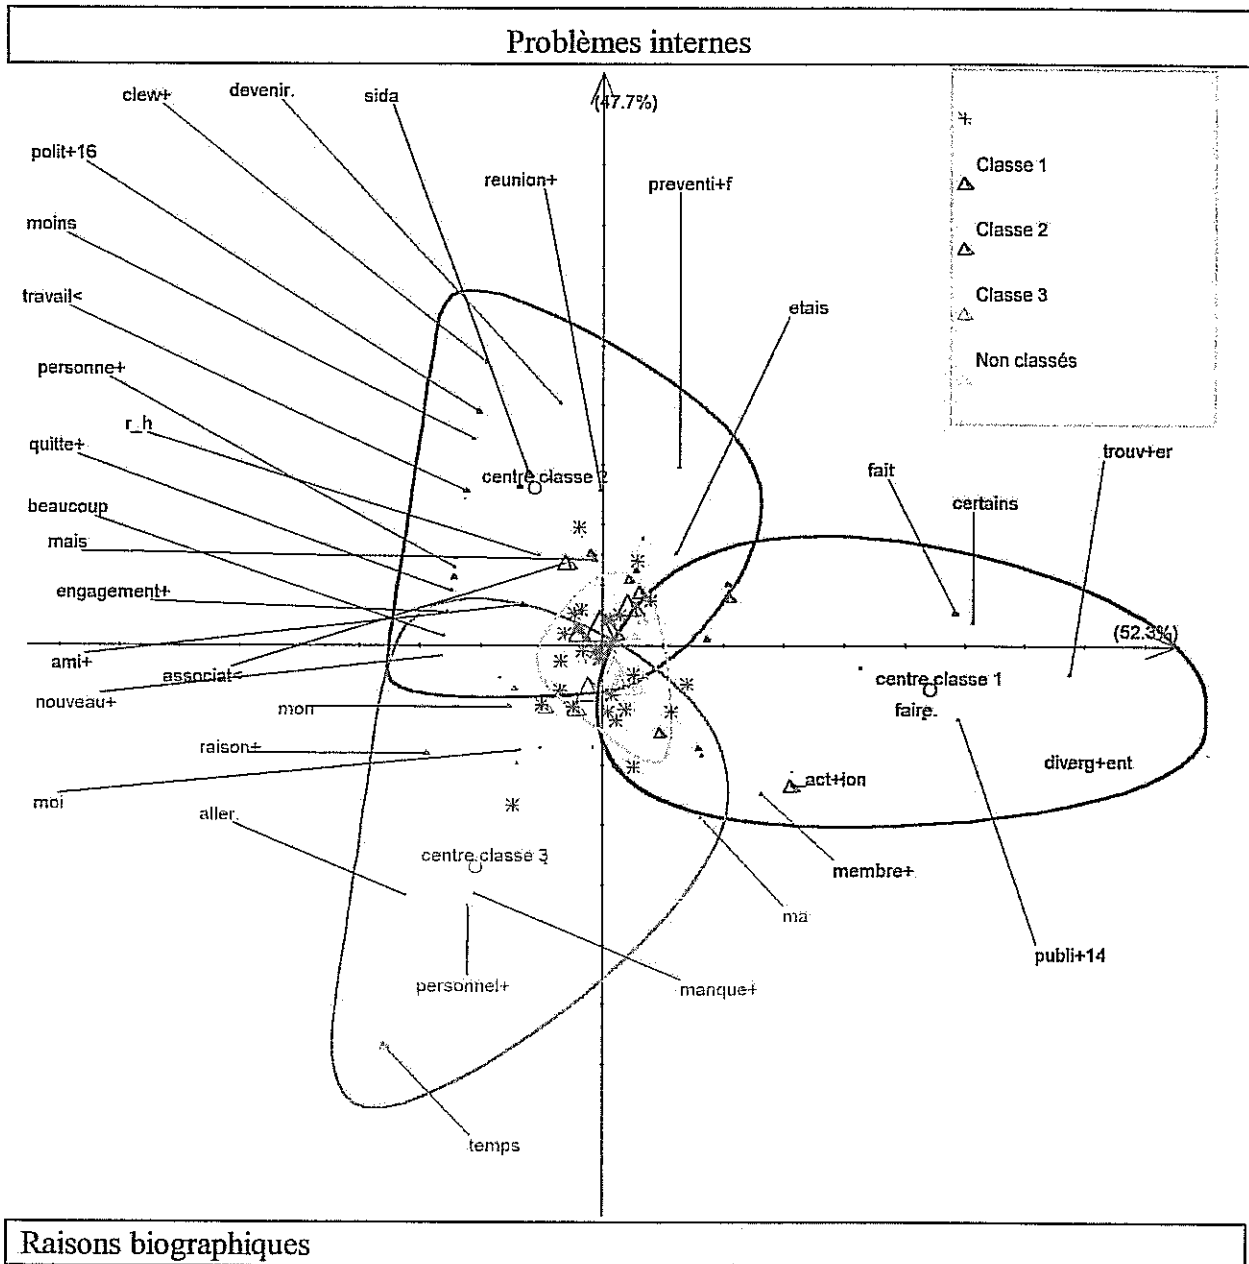 Problèmes internes
(47.7%)
clew+
devenir.
sida
polit+16
reunion+
preventi+f
moins
travail<
personne+
r_h
quitte+
beaucoup
mais
engagement+
ami+
associat<
nouveau+
mon
raison+
moi
aller.
etais
fait
certains
trouv+er
(52.3%)
centre classe 2
centre classe 1
faire.
diverg+ent
act+ion
membre+
ma
publi+14
centre classe 3
personnel+
manque+
temps
Classe 1
Classe 2
Classe 3
Non classés
Raisons biographiques